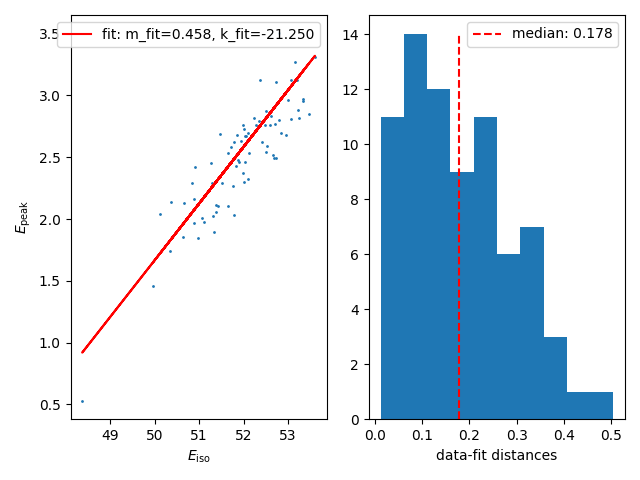 fit: m_fit=0.458, k_fit=-21.250
3.5
3.0
2.5
2.0
1.5
1.0
0.5
E_peak
49 50 51 52 53
E_iso
median: 0.178
14
12
10
8
6
4
2
0
0.0 0.1 0.2 0.3 0.4 0.5
data-fit distances